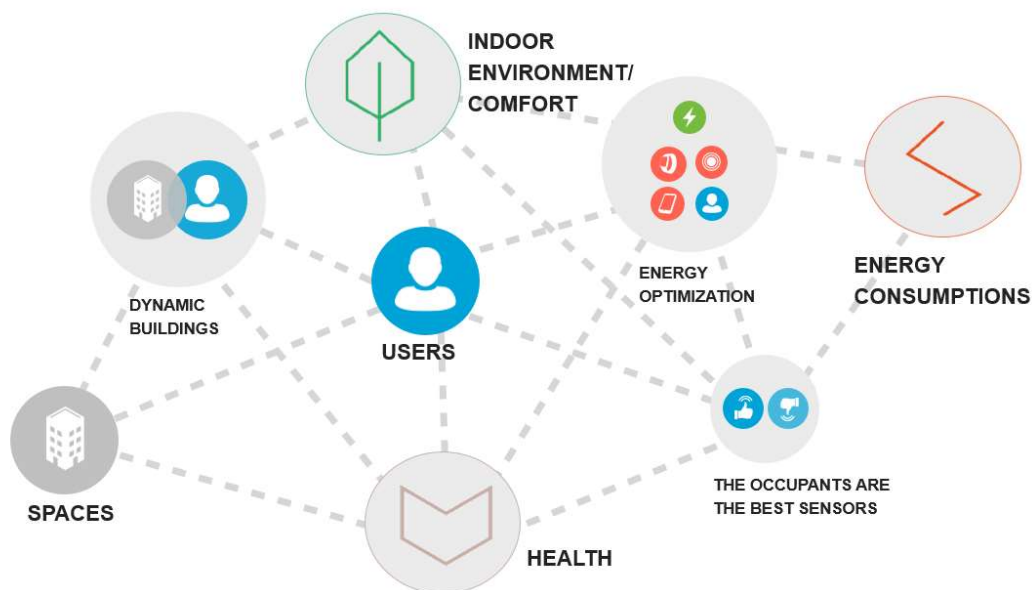 INDOOR
ENVIRONMENT/
COMFORT
DYNAMIC
BUILDINGS
USERS
ENERGY
OPTIMIZATION
ENERGY
CONSUMPTIONS
SPACES
HEALTH
THE OCCUPANTS ARE
THE BEST SENSORS